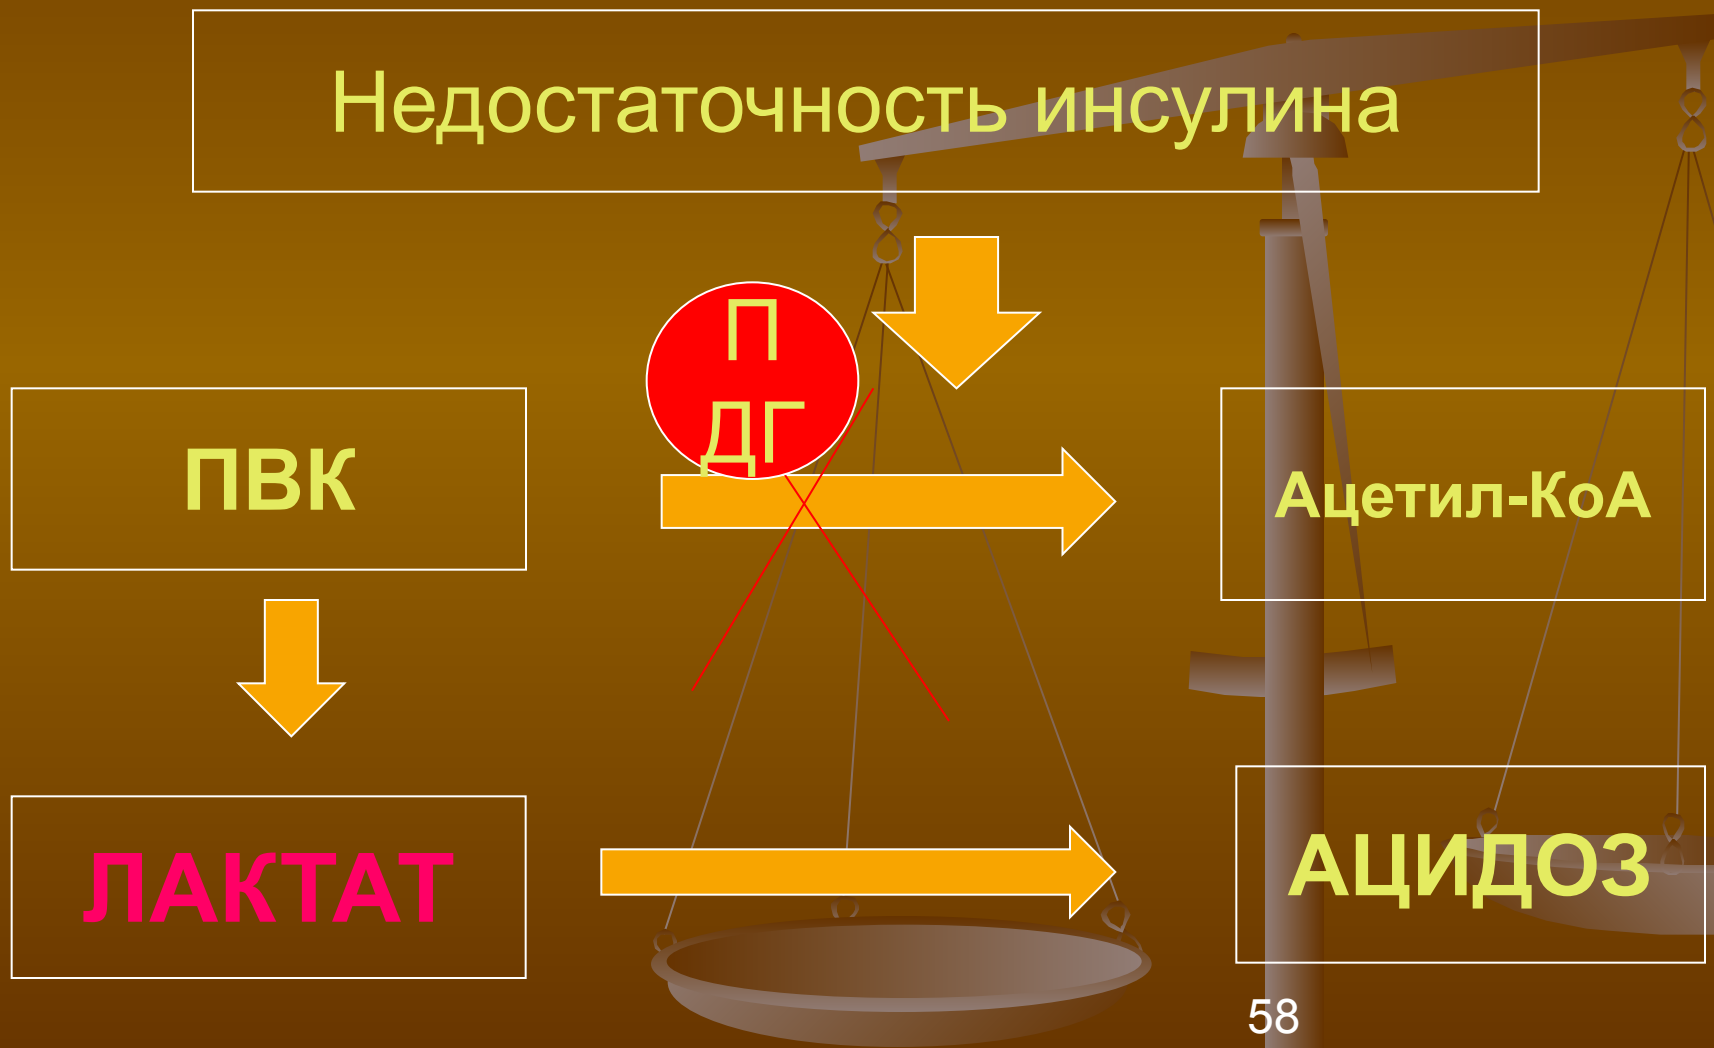 Недостаточность инсулина
П
ДГ
ПВК
Ацетил-КоА
ЛАКТАТ
АЦИДОЗ
58